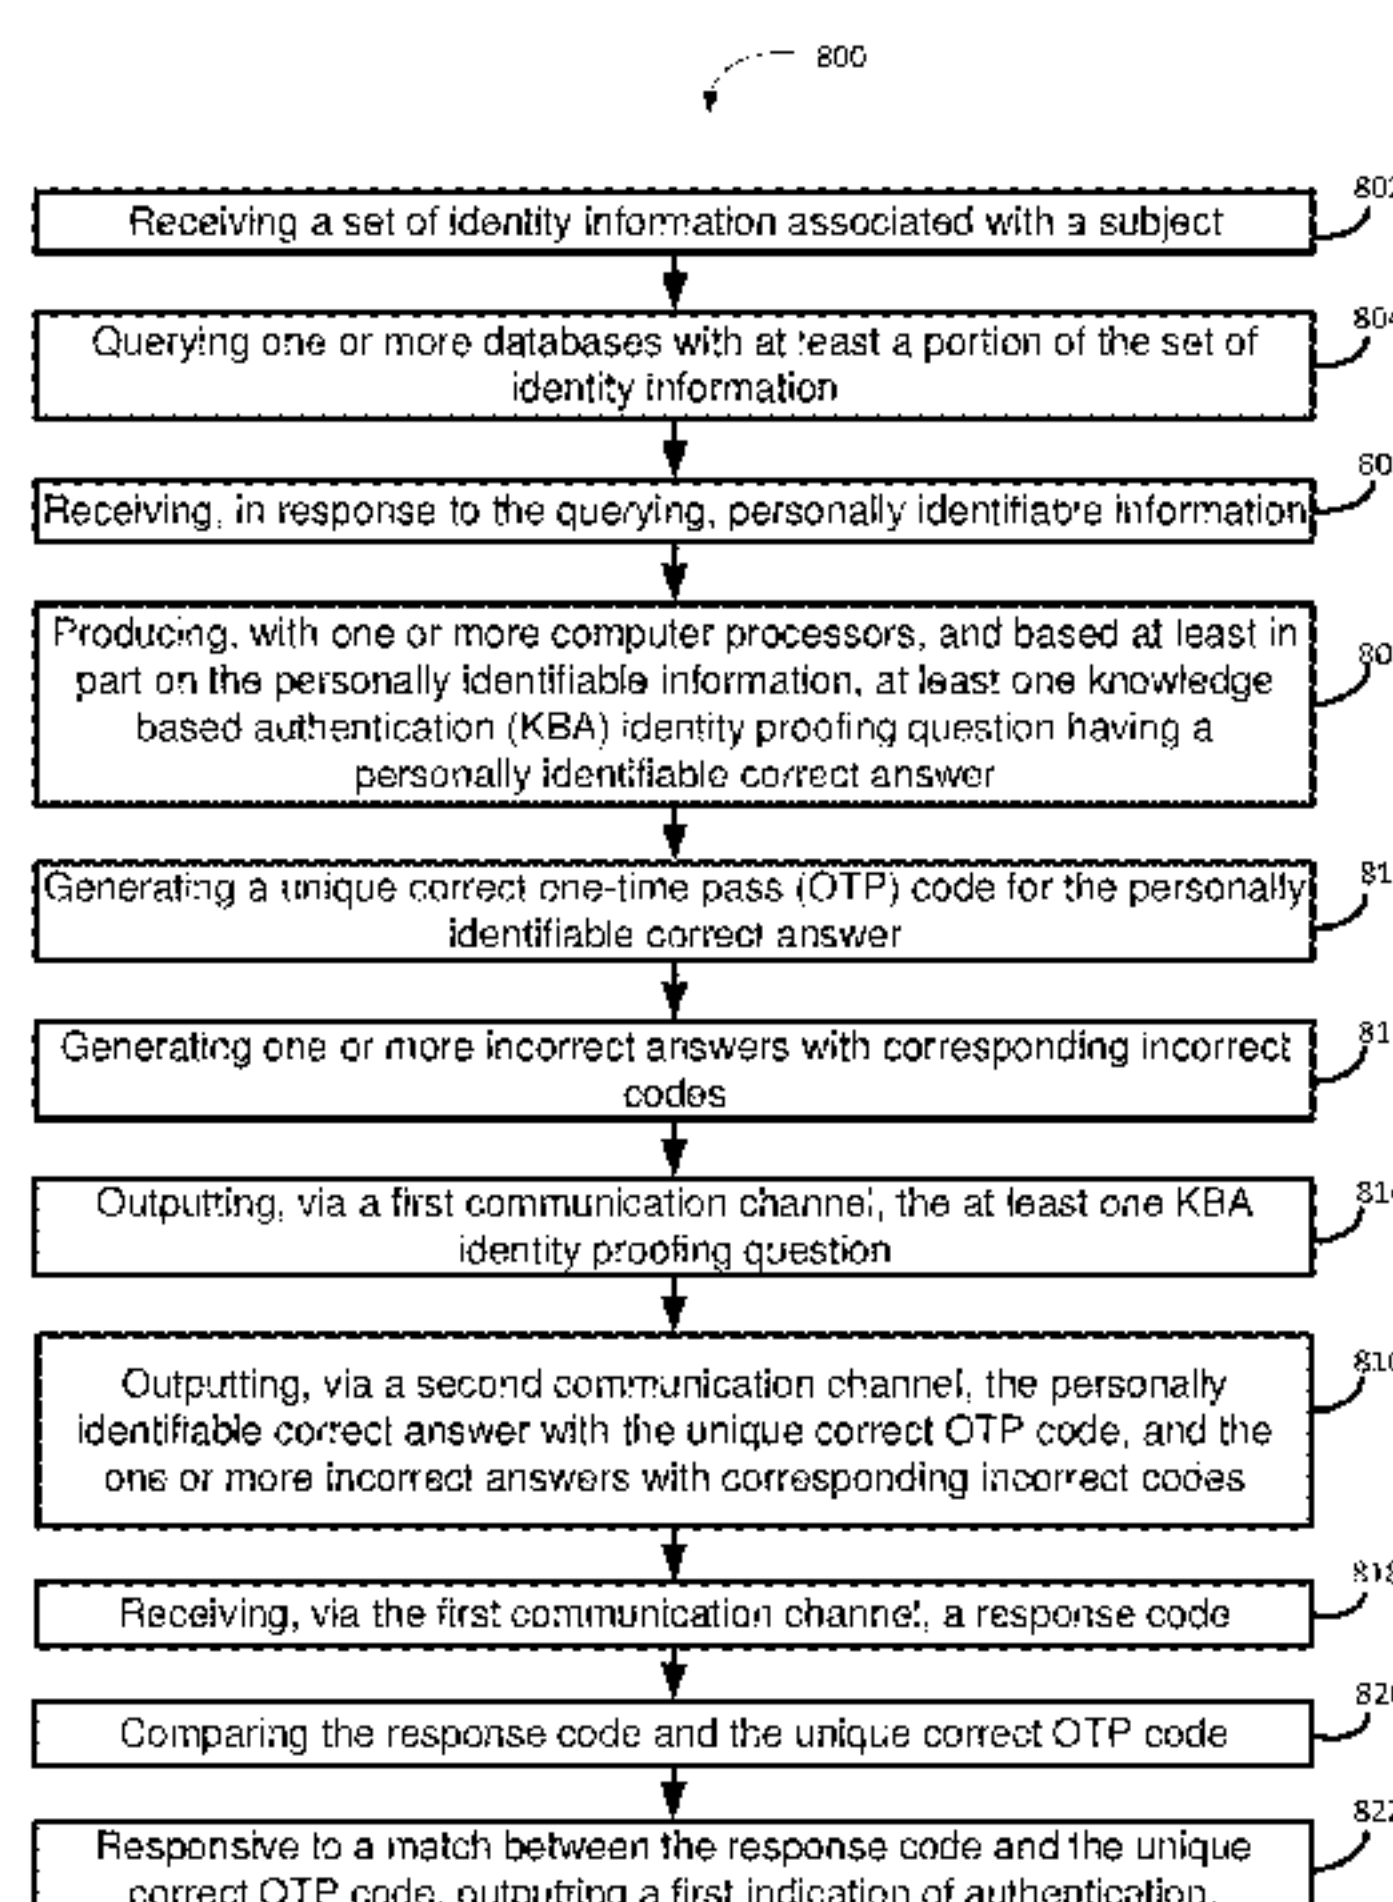 800
Receiving a set of identity information associated with a subject
802
Querying one or more databases with at least a portion of the set of
identity information
804
80
Receiving, in response to the querying, personally identifiable information
Producing, with one or more computer processors, and based at least in
part on the personally identifiable information, at least one knowledge
based authentication (KBA) identity proofing question having a
personally identifiable correct answer
80
Generating a unique correct one-time pass (OTP) code for the personally
identifiable correct answer
81
Generating one or more incorrect answers with corresponding incorrect
codes
81
Outputting, via a first communication channel, the at least one KBA
identity proofing question
814
Outputting, via a second communication channel, the personally
identifiable correct answer with the unique correct OTP code, and the
one or more incorrect answers with corresponding incorrect codes
816
Receiving, via the first communication channel, a response code
818
Comparing the response code and the unique correct OTP code
820
Responsive to a match between the response code and the unique
correct OTP code, outputting a first indication of authentication.
822